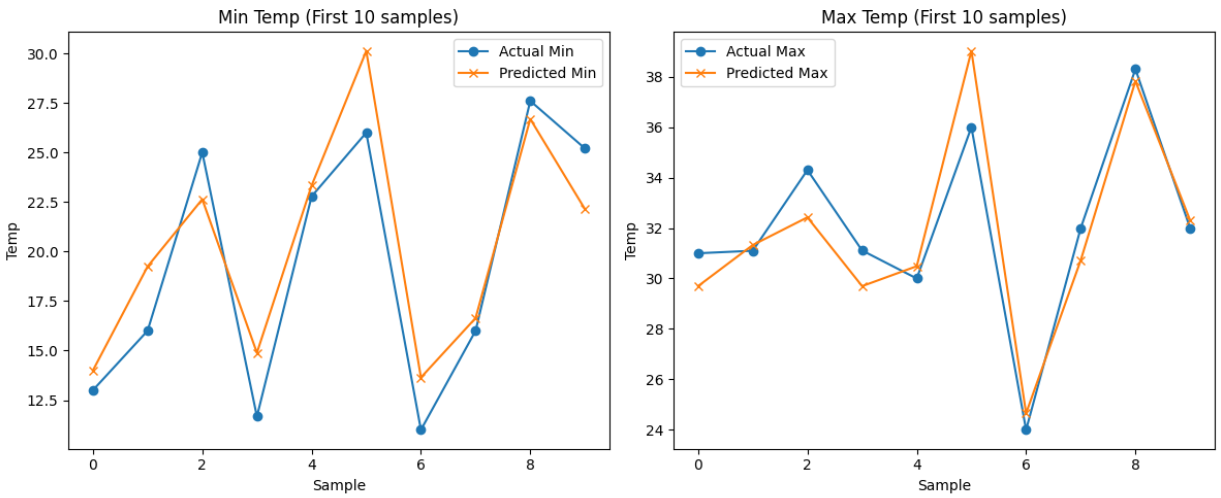 Min Temp (First 10 samples)
30.0
27.5
25.0
22.5
20.0
17.5
15.0
12.5
Temp
Actual Min
Predicted Min
0 2 4 6 8
Sample
Max Temp (First 10 samples)
38
36
34
32
30
28
26
24
Temp
Actual Max
Predicted Max
0 2 4 6 8
Sample